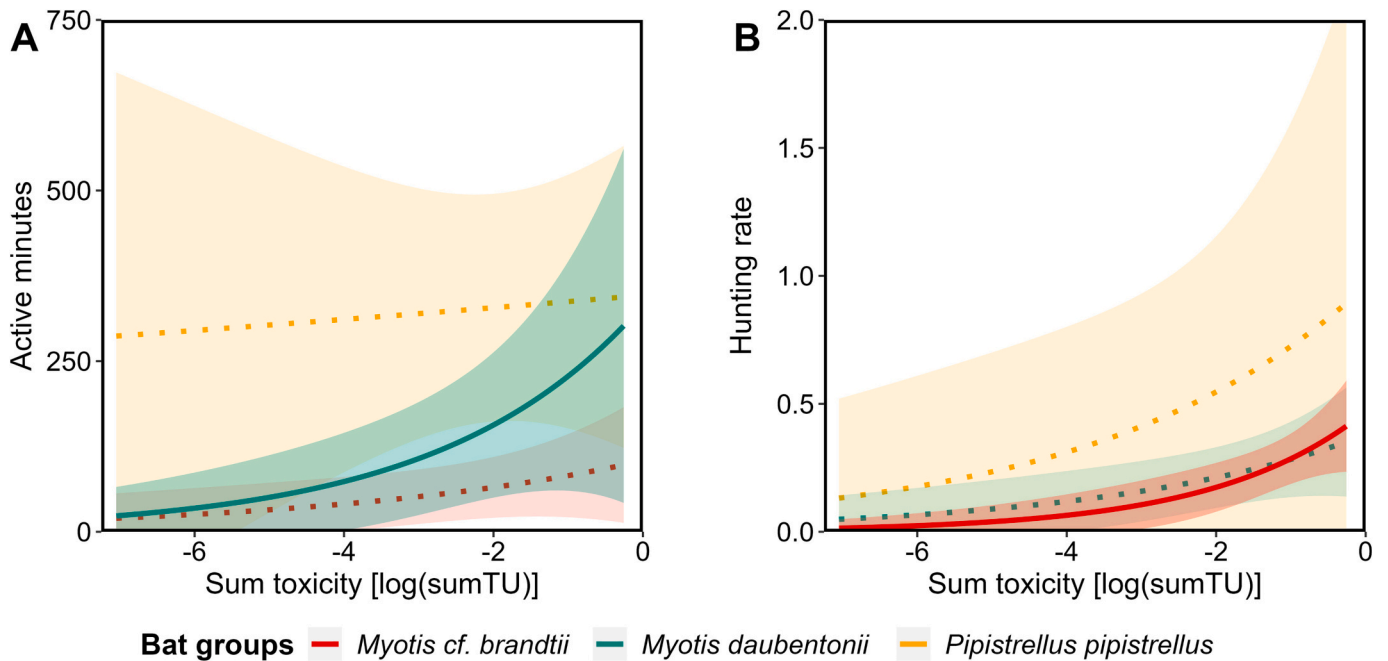 A
750
500
250
0
Active minutes
-6
-4
-2
0
Sum toxicity [log(sumTU)]
B
2.0
1.5
1.0
0.5
0.0
Hunting rate
-6
-4
-2
0
Sum toxicity [log(sumTU)]
Bat groups Myotis cf. brandtii Myotis daubentonii Pipistrellus pipistrellus